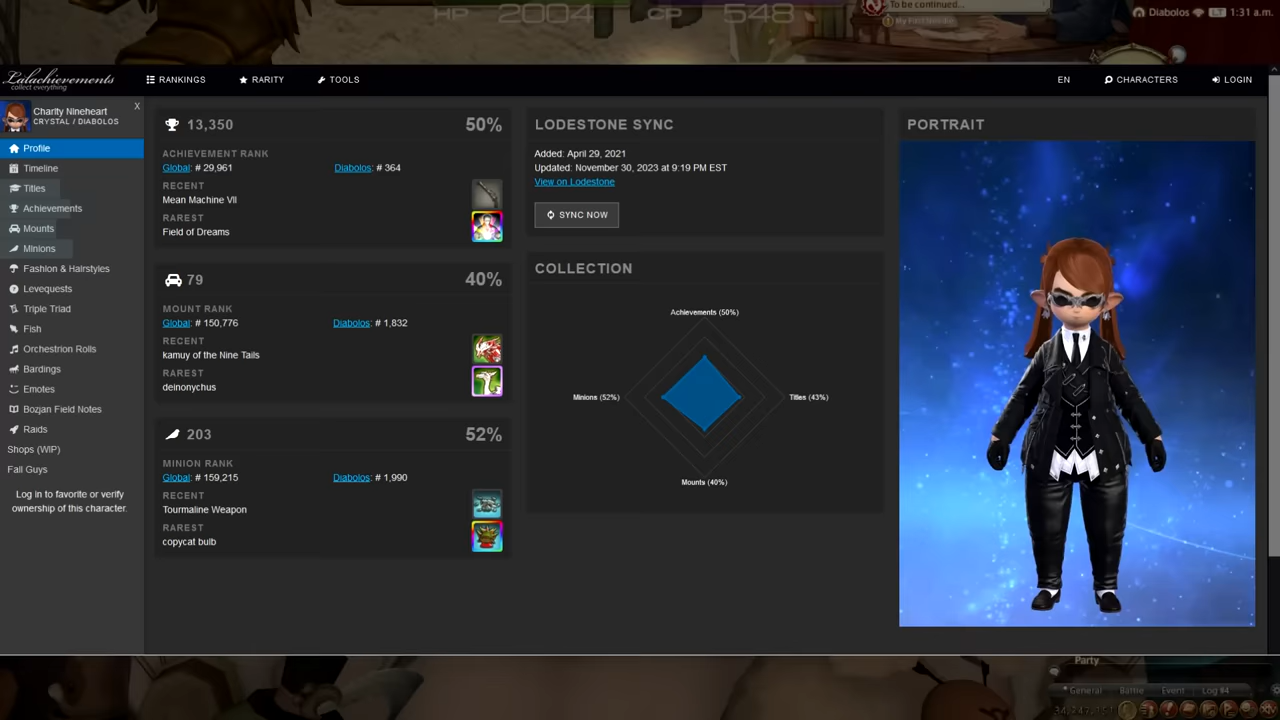 HP 2004 CP 548
To be continued...
Diabolos LT 1:31 a.m.
Lalachievements
collect everything
RANKINGS RARITY TOOLS
EN CHARACTERS LOGIN
Charity Nineheart X
CRYSTAL / DIABOLOS
Profile
Timeline
Titles
Achievements
Mounts
Minions
Fashion & Hairstyles
Levequests
Triple Triad
Fish
Orchestrion Rolls
Bardings
Emotes
Bozjan Field Notes
Raids
Shops (WIP)
Fall Guys
Log in to favorite or verify
ownership of this character.
13,350 50%
ACHIEVEMENT RANK
Global: # 29,961 Diabolos: # 364
RECENT
Mean Machine VII
RAREST
Field of Dreams
79 40%
MOUNT RANK
Global: # 150,776 Diabolos: # 1,832
RECENT
kamuy of the Nine Tails
RAREST
deinonychus
203 52%
MINION RANK
Global: # 159,215 Diabolos: # 1,990
RECENT
Tourmaline Weapon
RAREST
copycat bulb
LODESTONE SYNC
Added: April 29, 2021
Updated: November 30, 2023 at 9:19 PM EST
View on Lodestone
SYNC NOW
COLLECTION
Achievements (50%)
Minions (52%) Titles (43%)
Mounts (40%)
PORTRAIT
Party
General Battle Event Log #4